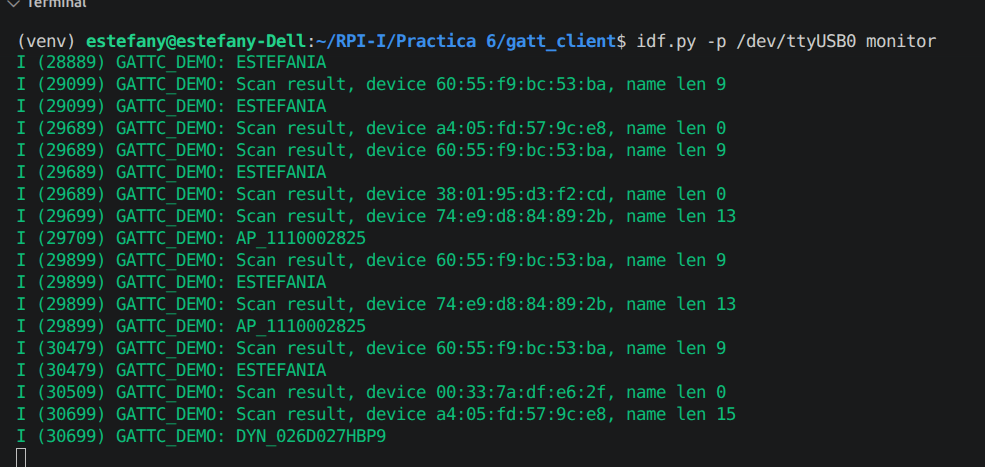 Terminal
(venv) estefany@estefany-Dell:~/RPI-I/Practica 6/gatt_client$ idf.py -p /dev/ttyUSB0 monitor
I (28889) GATTC_DEMO: ESTEFANIA
I (29099) GATTC_DEMO: Scan result, device 60:55:f9:bc:53:ba, name len 9
I (29099) GATTC_DEMO: ESTEFANIA
I (29689) GATTC_DEMO: Scan result, device a4:05:fd:57:9c:e8, name len 0
I (29689) GATTC_DEMO: Scan result, device 60:55:f9:bc:53:ba, name len 9
I (29689) GATTC_DEMO: ESTEFANIA
I (29689) GATTC_DEMO: Scan result, device 38:01:95:d3:f2:cd, name len 0
I (29699) GATTC_DEMO: Scan result, device 74:e9:d8:84:89:2b, name len 13
I (29709) GATTC_DEMO: AP_1110002825
I (29899) GATTC_DEMO: Scan result, device 60:55:f9:bc:53:ba, name len 9
I (29899) GATTC_DEMO: ESTEFANIA
I (29899) GATTC_DEMO: Scan result, device 74:e9:d8:84:89:2b, name len 13
I (29899) GATTC_DEMO: AP_1110002825
I (30479) GATTC_DEMO: Scan result, device 60:55:f9:bc:53:ba, name len 9
I (30479) GATTC_DEMO: ESTEFANIA
I (30509) GATTC_DEMO: Scan result, device 00:33:7a:df:e6:2f, name len 0
I (30699) GATTC_DEMO: Scan result, device a4:05:fd:57:9c:e8, name len 15
I (30699) GATTC_DEMO: DYN_026D027HBP9